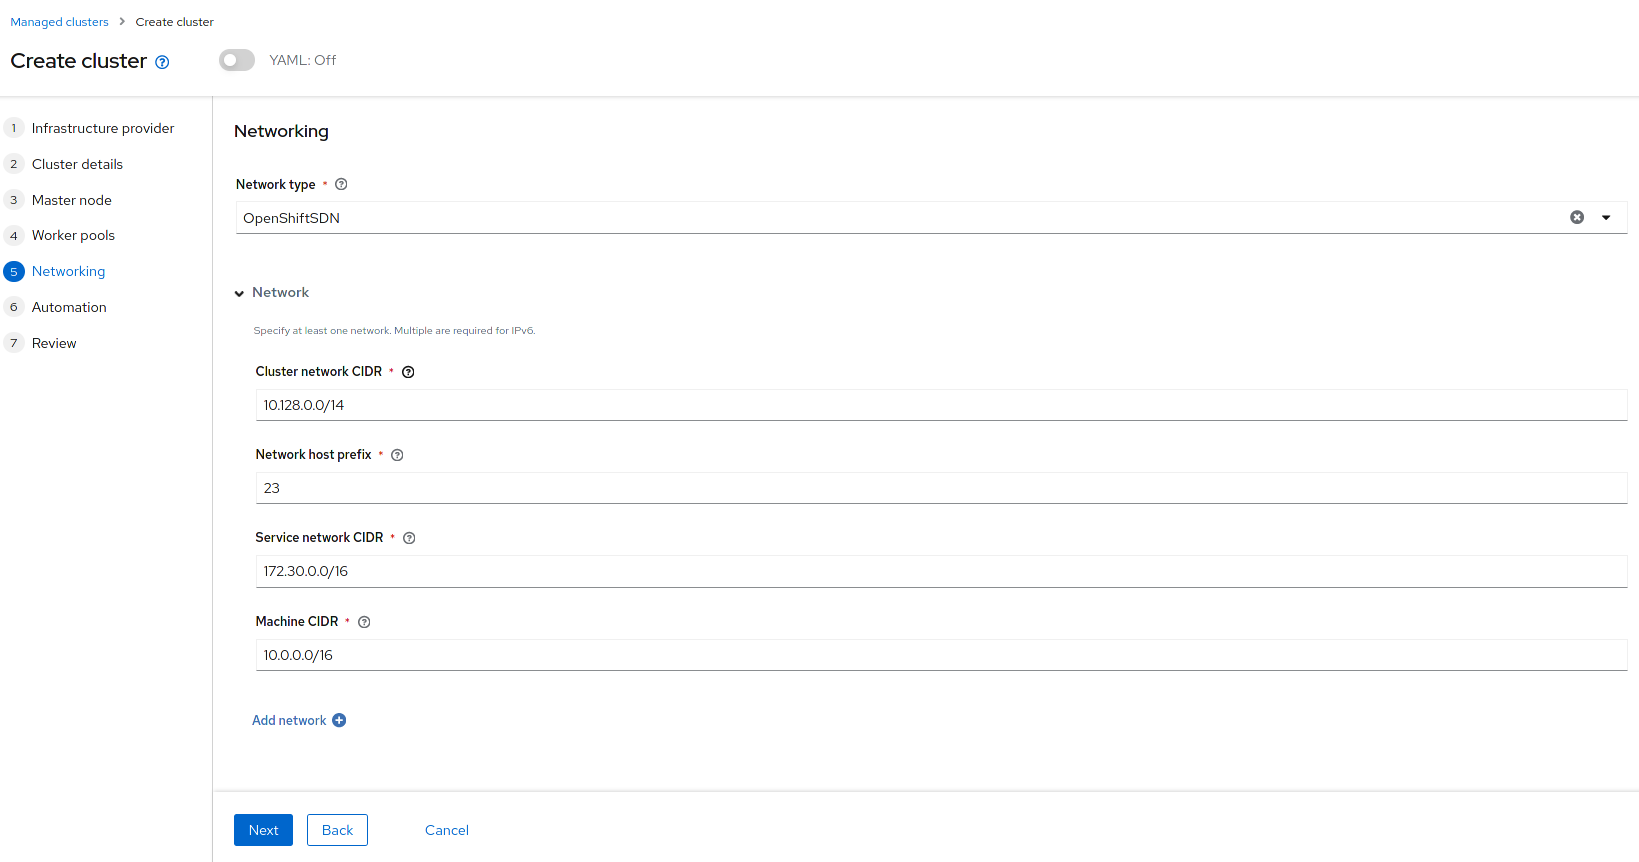 Managed clusters > Create cluster
Create cluster ? YAML: Off
1 Infrastructure provider
2 Cluster details
3 Master node
4 Worker pools
5 Networking
6 Automation
7 Review
Networking
Network type * ?
OpenShiftSDN
Network
Specify at least one network. Multiple are required for IPv6.
Cluster network CIDR * ?
10.128.0.0/14
Network host prefix * ?
23
Service network CIDR * ?
172.30.0.0/16
Machine CIDR * ?
10.0.0.0/16
Add network
Next Back Cancel